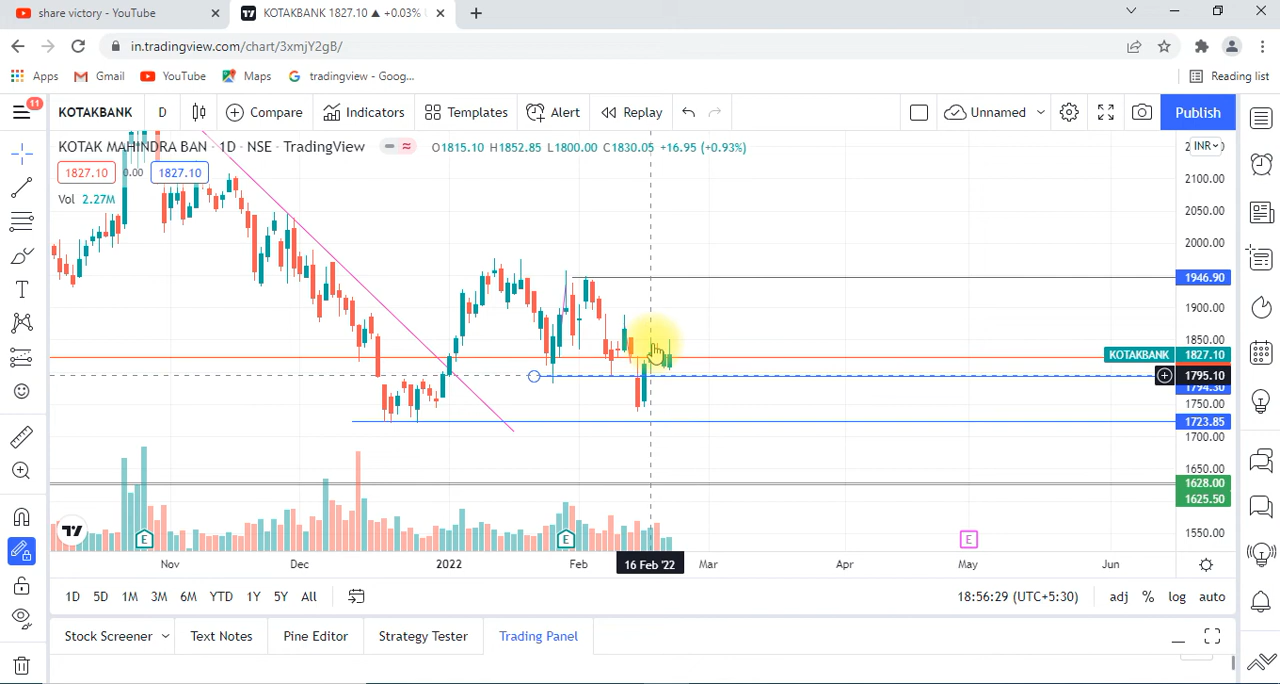 share victory - YouTube
KOTAKBANK 1827.10 ▲ +0.03%
in.tradingview.com/chart/3xmjY2gB/
Apps Gmail YouTube Maps tradingview - Goog... Reading list
11 KOTAKBANK D Compare Indicators Templates Alert Replay Unnamed Publish
KOTAK MAHINDRA BAN · 1D · NSE · TradingView O1815.10 H1852.85 L1800.00 C1830.05 +16.95 (+0.93%) INR
1827.10 0.00 1827.10
2100.00
Vol 2.27M
2050.00
2000.00
1946.90
1900.00
1850.00
KOTAKBANK 1827.10
1795.10
1794.30
1750.00
1723.85
1700.00
1650.00
1628.00
1625.50
1550.00
E E E
Nov Dec 2022 Feb 16 Feb '22 Mar Apr May Jun
1D 5D 1M 3M 6M YTD 1Y 5Y All 18:56:29 (UTC+5:30) adj % log auto
Stock Screener Text Notes Pine Editor Strategy Tester Trading Panel